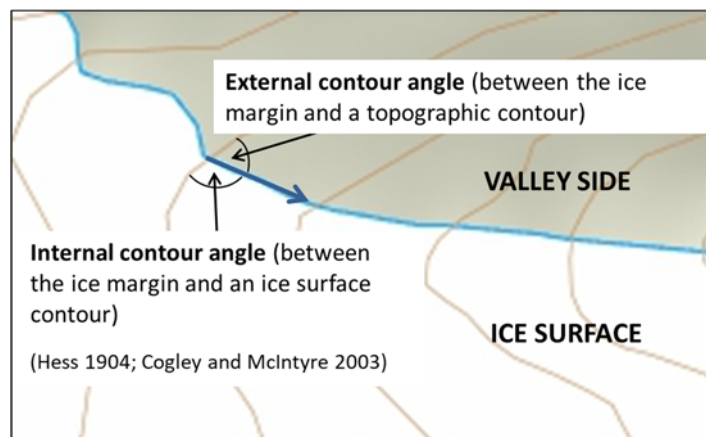 External contour angle (between the ice
margin and a topographic contour)
VALLEY SIDE
Internal contour angle (between
the ice margin and an ice surface
contour)
ICE SURFACE
(Hess 1904; Cogley and McIntyre 2003)